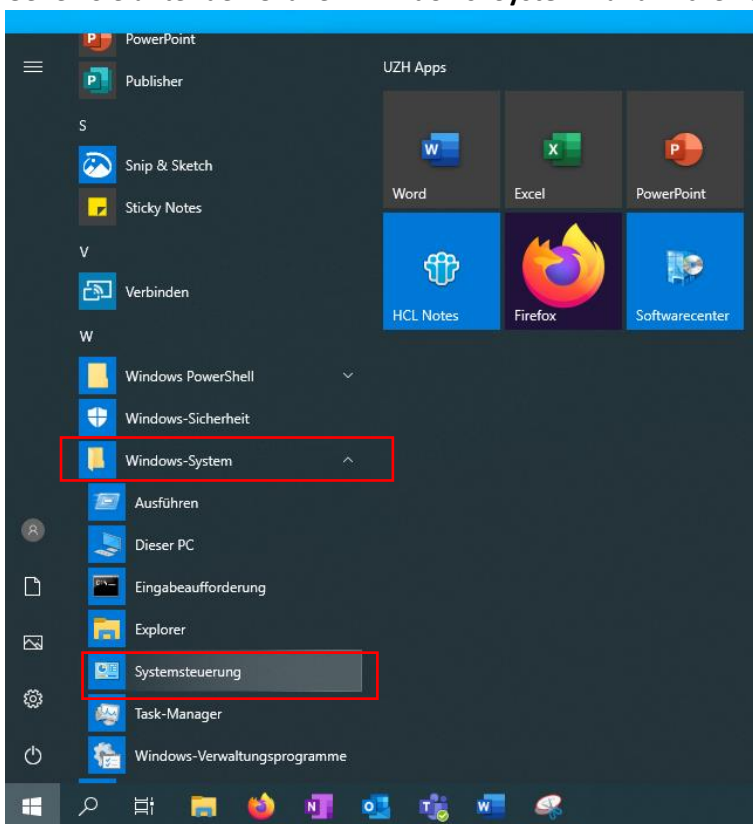 PowerPoint
Publisher
S
Snip & Sketch
Sticky Notes
V
Verbinden
W
Windows PowerShell
Windows-Sicherheit
Windows-System
Ausführen
Dieser PC
Eingabeaufforderung
Explorer
Systemsteuerung
Task-Manager
Windows-Verwaltungsprogramme
UZH Apps
Word
Excel
PowerPoint
HCL Notes
Firefox
Softwarecenter